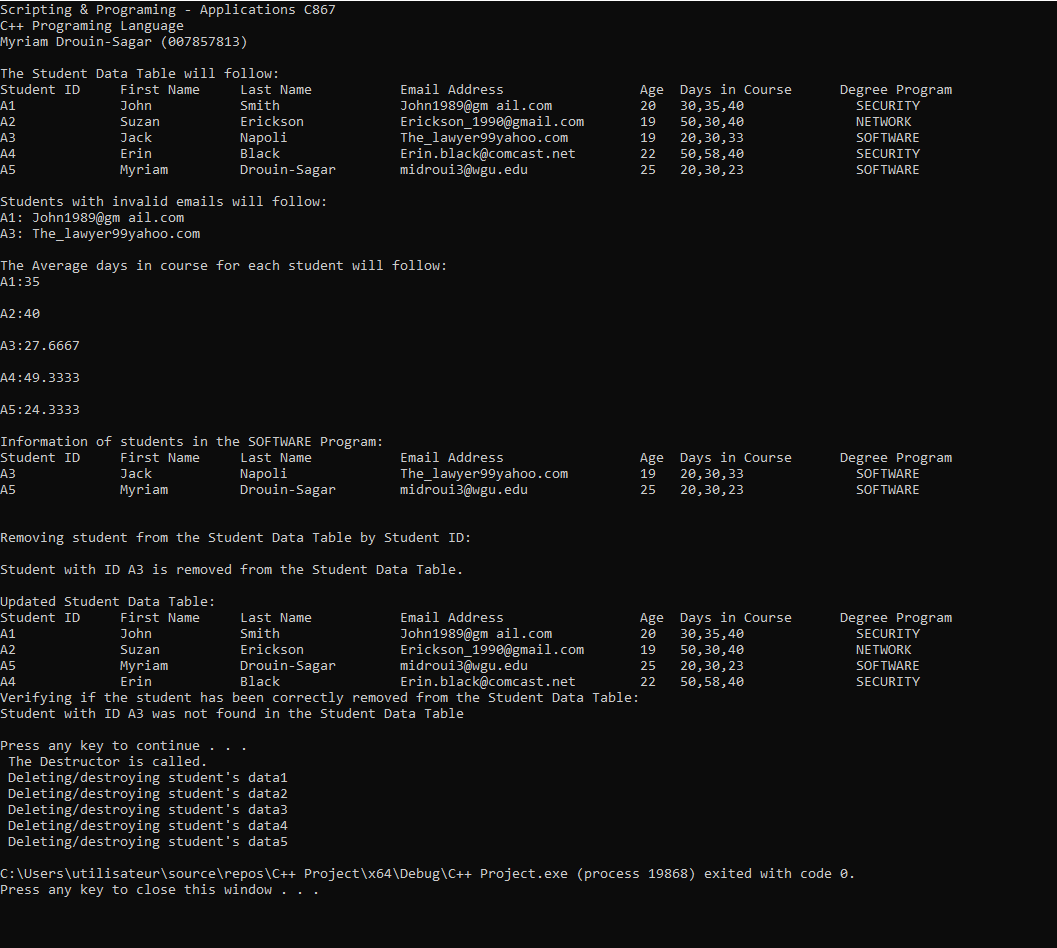 Scripting & Programing - Applications C867
C++ Programing Language
Myriam Drouin-Sagar (007857813)
The Student Data Table will follow:
Student ID First Name Last Name Email Address Age Days in Course Degree Program
A1 John Smith John1989@gm ail.com 20 30,35,40 SECURITY
A2 Suzan Erickson Erickson_1990@gmail.com 19 50,30,40 NETWORK
A3 Jack Napoli The_lawyer99yahoo.com 19 20,30,33 SOFTWARE
A4 Erin Black Erin.black@comcast.net 22 50,58,40 SECURITY
A5 Myriam Drouin-Sagar midroui3@wgu.edu 25 20,30,23 SOFTWARE
Students with invalid emails will follow:
A1: John1989@gm ail.com
A3: The_lawyer99yahoo.com
The Average days in course for each student will follow:
A1:35
A2:40
A3:27.6667
A4:49.3333
A5:24.3333
Information of students in the SOFTWARE Program:
Student ID First Name Last Name Email Address Age Days in Course Degree Program
A3 Jack Napoli The_lawyer99yahoo.com 19 20,30,33 SOFTWARE
A5 Myriam Drouin-Sagar midroui3@wgu.edu 25 20,30,23 SOFTWARE
Removing student from the Student Data Table by Student ID:
Student with ID A3 is removed from the Student Data Table.
Updated Student Data Table:
Student ID First Name Last Name Email Address Age Days in Course Degree Program
A1 John Smith John1989@gm ail.com 20 30,35,40 SECURITY
A2 Suzan Erickson Erickson_1990@gmail.com 19 50,30,40 NETWORK
A5 Myriam Drouin-Sagar midroui3@wgu.edu 25 20,30,23 SOFTWARE
A4 Erin Black Erin.black@comcast.net 22 50,58,40 SECURITY
Verifying if the student has been correctly removed from the Student Data Table:
Student with ID A3 was not found in the Student Data Table
Press any key to continue . . .
The Destructor is called.
Deleting/destroying student's data1
Deleting/destroying student's data2
Deleting/destroying student's data3
Deleting/destroying student's data4
Deleting/destroying student's data5
C:\Users\utilisateur\source\repos\C++ Project\x64\Debug\C++ Project.exe (process 19868) exited with code 0.
Press any key to close this window . . .